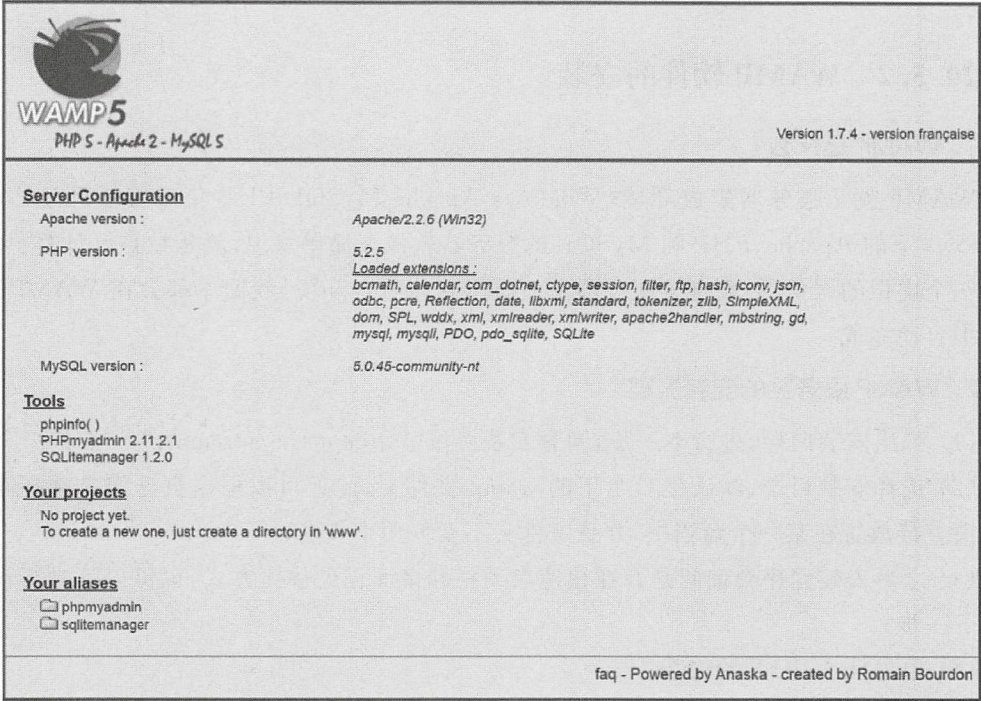 WAMP5
PHP 5 - Apache 2 - MySQL 5
Version 1.7.4 - version française
Server Configuration
Apache version :
Apache/2.2.6 (Win32)
PHP version :
5.2.5
Loaded extensions :
bcmath, calendar, com_dotnet, ctype, session, filter, ftp, hash, iconv, json,
odbc, pcre, Reflection, date, libxml, standard, tokenizer, zlib, SimpleXML,
dom, SPL, wddx, xml, xmlreader, xmlwriter, apache2handler, mbstring, gd,
mysql, mysqli, PDO, pdo_sqlite, SQLite
MySQL version :
5.0.45-community-nt
Tools
phpinfo( )
PHPmyadmin 2.11.2.1
SQLitemanager 1.2.0
Your projects
No project yet.
To create a new one, just create a directory in 'www'.
Your aliases
phpmyadmin
sqlitemanager
faq - Powered by Anaska - created by Romain Bourdon